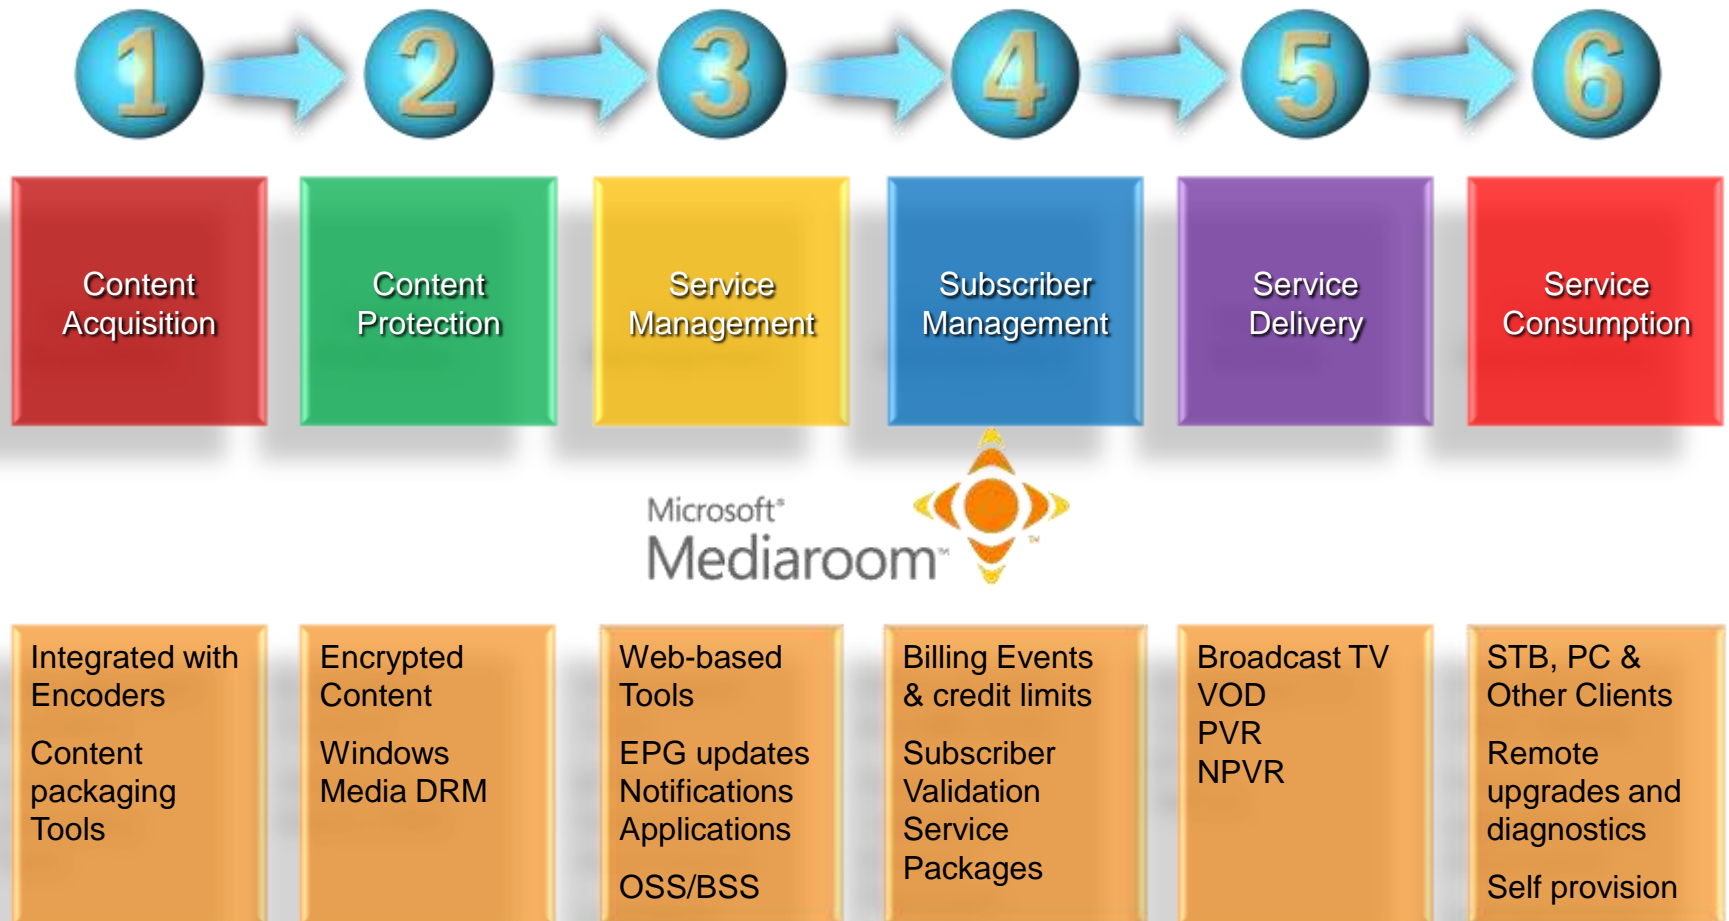 1
2
3
4
5
6
Content
Acquisition
Content
Protection
Service
Management
Subscriber
Management
Service
Delivery
Service
Consumption
Microsoft®
Mediaroom™
™
Integrated with
Encoders
Content
packaging
Tools
Encrypted
Content
Windows
Media DRM
Web-based
Tools
EPG updates
Notifications
Applications
OSS/BSS
Billing Events
& credit limits
Subscriber
Validation
Service
Packages
Broadcast TV
VOD
PVR
NPVR
STB, PC &
Other Clients
Remote
upgrades and
diagnostics
Self provision